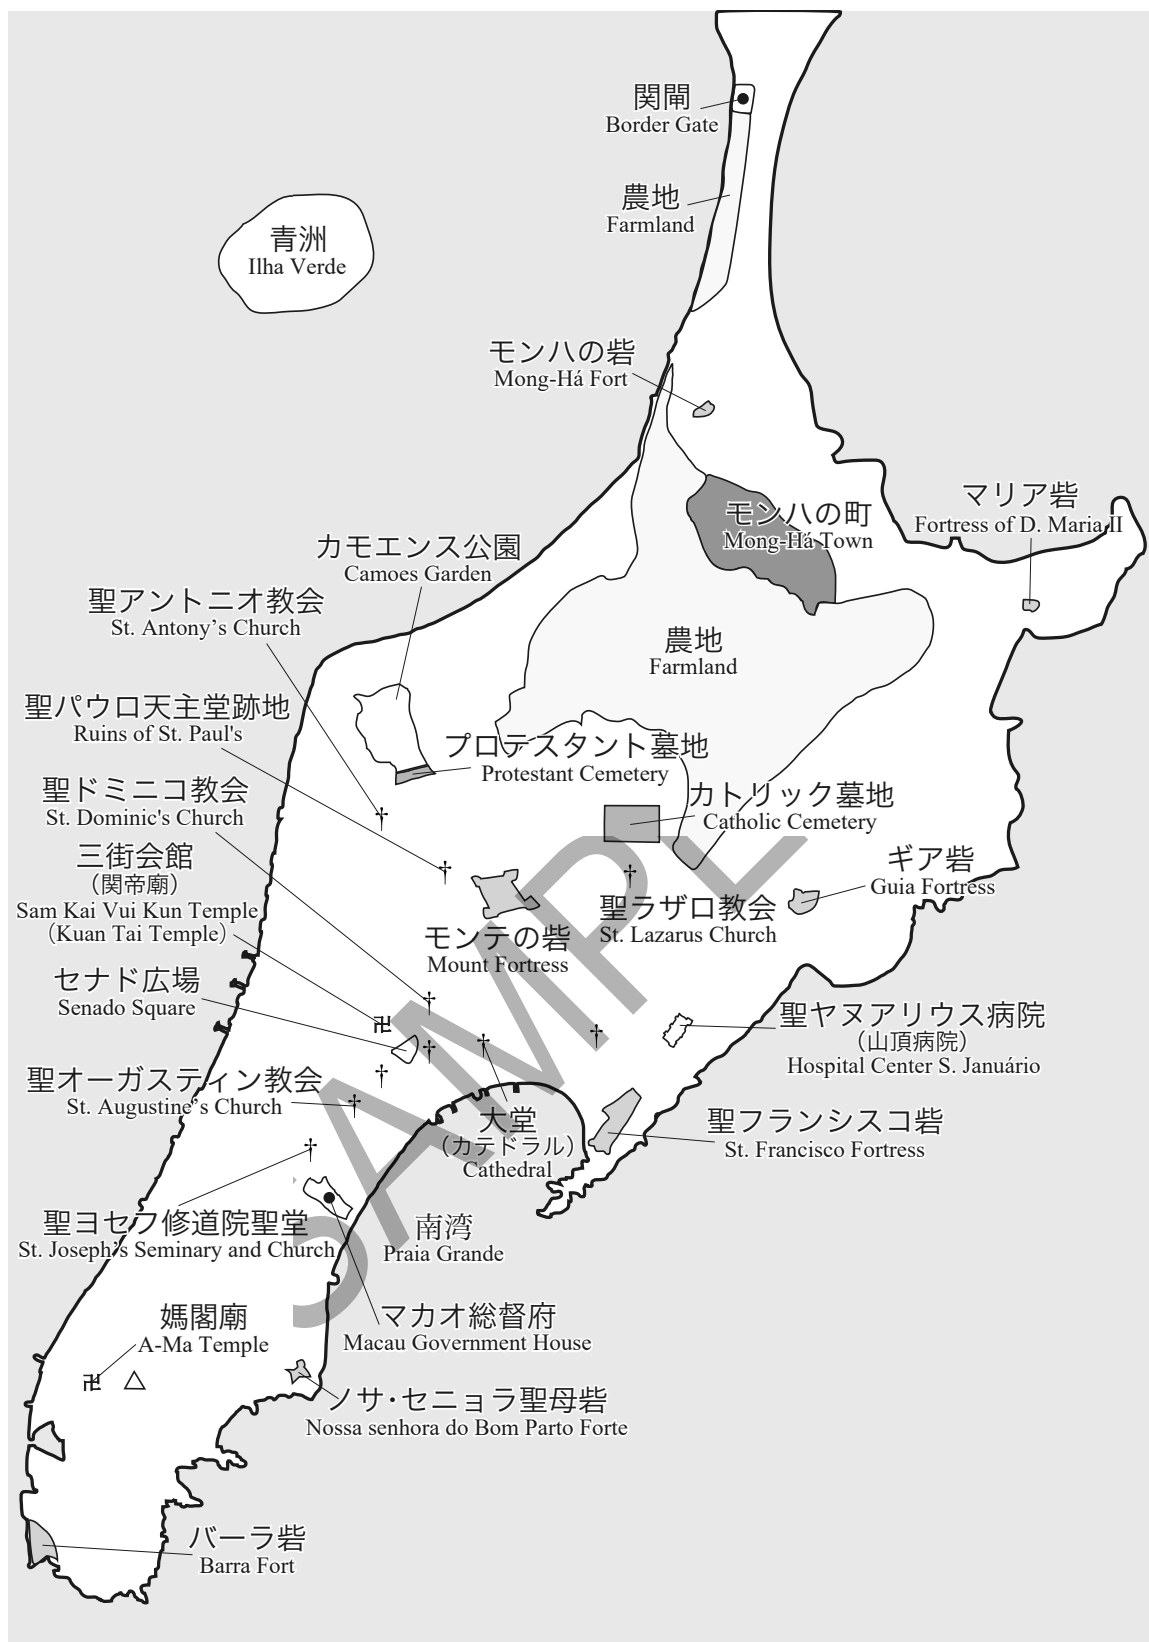 関閘
Border Gate
農地
Farmland
青洲
Ilha Verde
モンハの砦
Mong-Há Fort
マリア砦
Fortress of D. Maria II
モンハの町
Mong-Há Town
カモエンス公園
Camoes Garden
聖アントニオ教会
St. Antony’s Church
農地
Farmland
聖パウロ天主堂跡地
Ruins of St. Paul's
プロテスタント墓地
Protestant Cemetery
聖ドミニコ教会
St. Dominic's Church
カトリック墓地
Catholic Cemetery
三街会館
（関帝廟）
Sam Kai Vui Kun Temple
（Kuan Tai Temple）
ギア砦
Guia Fortress
聖ラザロ教会
St. Lazarus Church
モンテの砦
Mount Fortress
セナド広場
Senado Square
聖ヤヌアリウス病院
（山頂病院）
Hospital Center S. Januário
聖オーガスティン教会
St. Augustine’s Church
大堂
（カテドラル）
Cathedral
聖フランシスコ砦
St. Francisco Fortress
聖ヨセフ修道院聖堂
St. Joseph’s Seminary and Church
南湾
Praia Grande
媽閣廟
A-Ma Temple
マカオ総督府
Macau Government House
ノサ･セニョラ聖母砦
Nossa senhora do Bom Parto Forte
バーラ砦
Barra Fort
SAMPLE